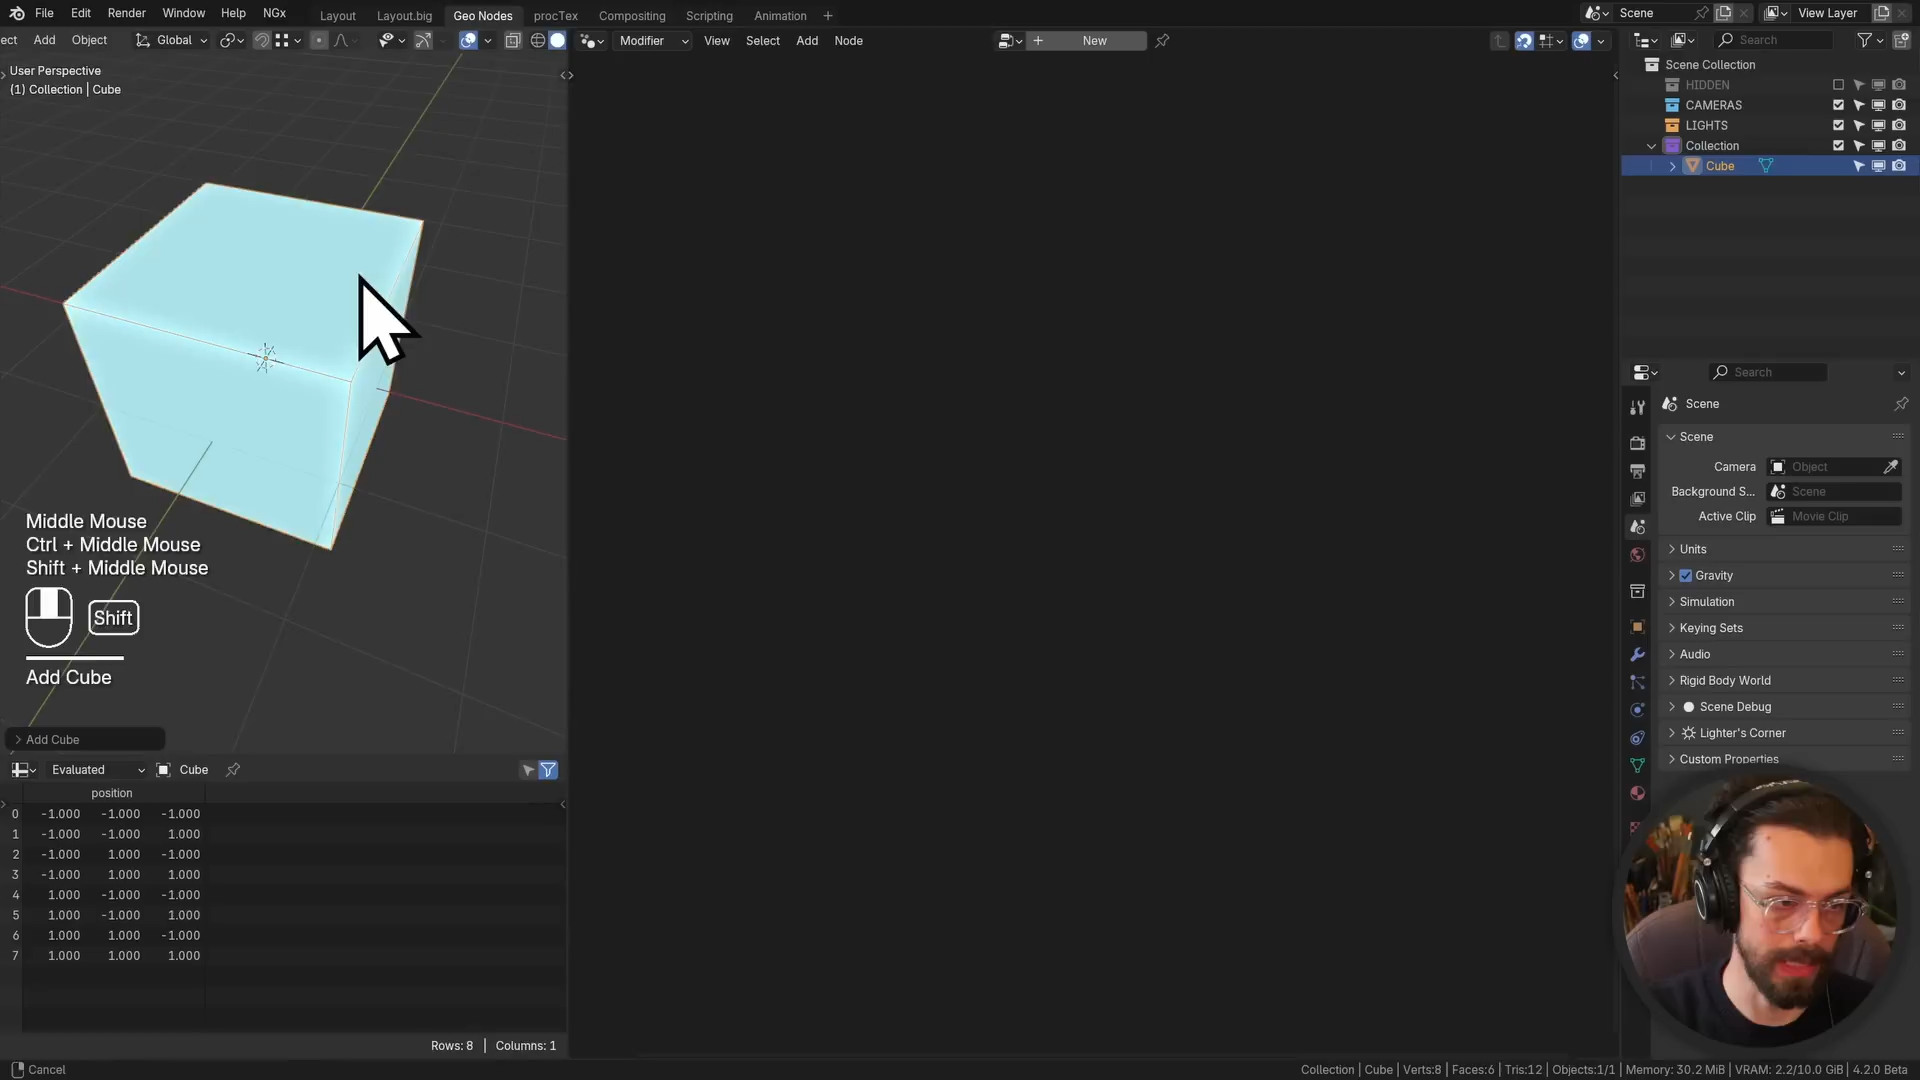 File Edit Render Window Help NGx Layout Layout.big Geo Nodes procTex Compositing Scripting Animation + Scene View Layer
ect Add Object Global Modifier View Select Add Node + New Search
User Perspective
(1) Collection | Cube
Scene Collection
HIDDEN
CAMERAS
LIGHTS
Collection
Cube
Search
Scene
Scene
Camera Object
Background S... Scene
Active Clip Movie Clip
Units
Gravity
Simulation
Keying Sets
Audio
Rigid Body World
Scene Debug
Lighter's Corner
Custom Properties
Middle Mouse
Ctrl + Middle Mouse
Shift + Middle Mouse
Shift
Add Cube
Add Cube
Evaluated Cube
position
0 -1.000 -1.000 -1.000
1 -1.000 -1.000 1.000
2 -1.000 1.000 -1.000
3 -1.000 1.000 1.000
4 1.000 -1.000 -1.000
5 1.000 -1.000 1.000
6 1.000 1.000 -1.000
7 1.000 1.000 1.000
Rows: 8 | Columns: 1
Cancel
Collection | Cube | Verts:8 | Faces:6 | Tris:12 | Objects:1/1 | Memory: 30.2 MiB | VRAM: 2.2/10.0 GiB | 4.2.0 Beta